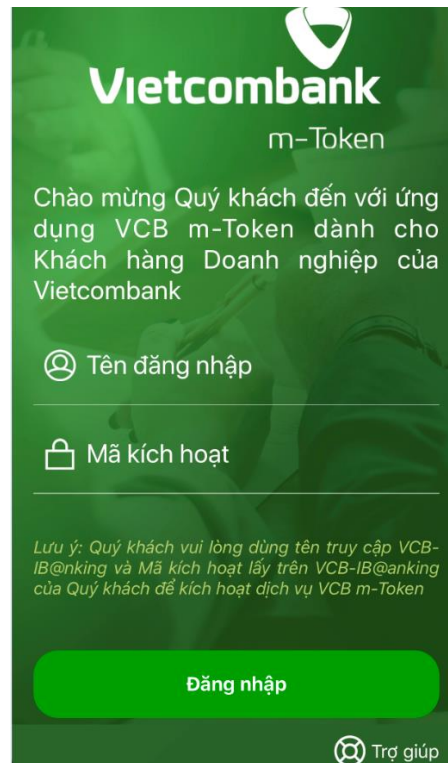 Vietcombank
m-Token
Chào mừng Quý khách đến với ứng
dụng VCB m-Token dành cho
Khách hàng Doanh nghiệp của
Vietcombank
Tên đăng nhập
Mã kích hoạt
Lưu ý: Quý khách vui lòng dùng tên truy cập VCB-
IB@nking và Mã kích hoạt lấy trên VCB-IB@anking
của Quý khách để kích hoạt dịch vụ VCB m-Token
Đăng nhập
Trợ giúp